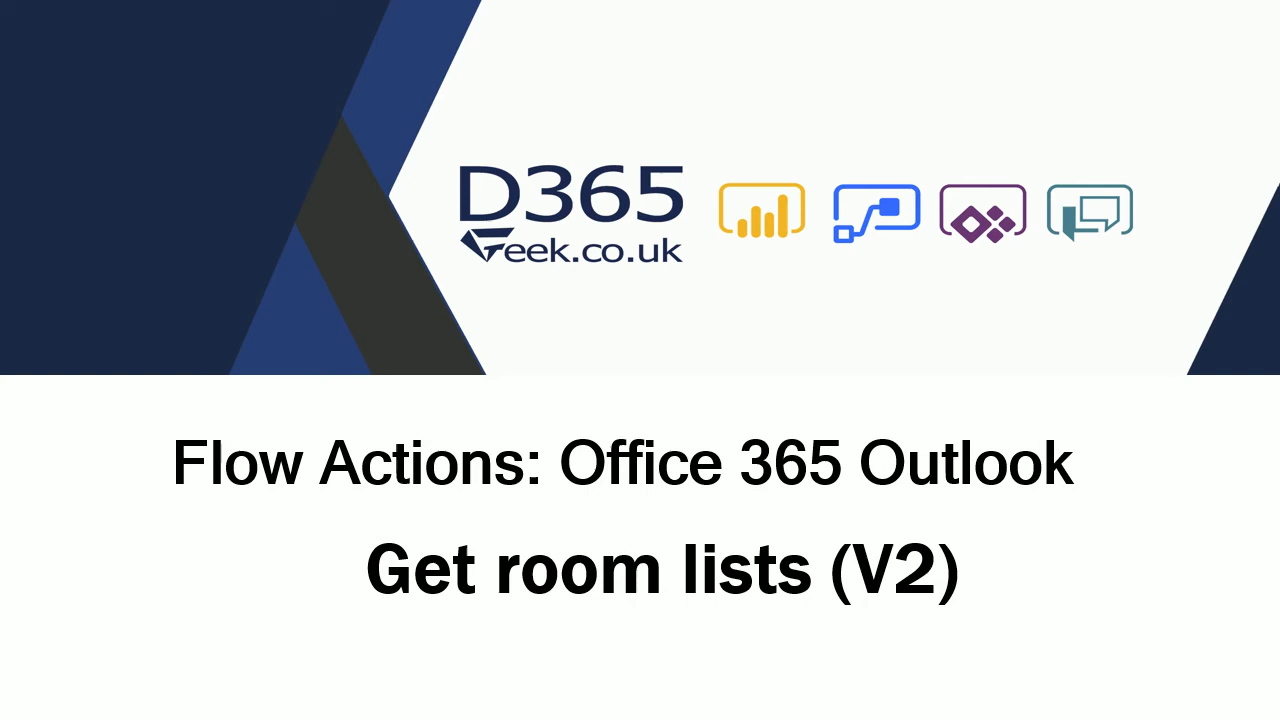 D365
Geek.co.uk
Flow Actions: Office 365 Outlook
Get room lists (V2)